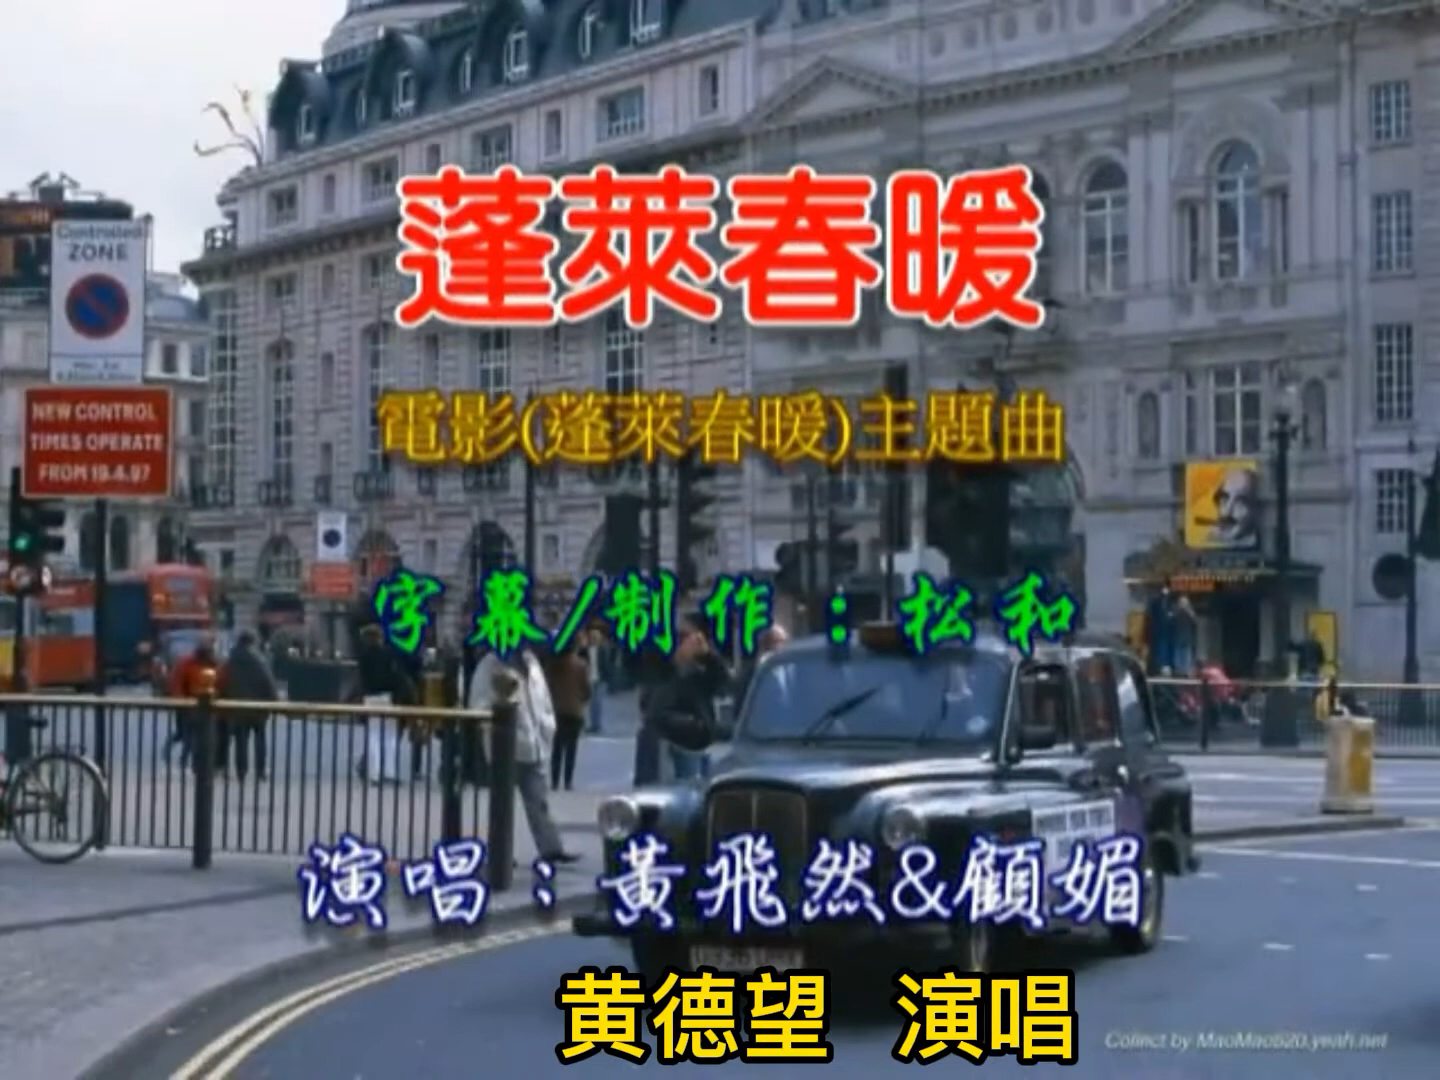 蓬萊春暖
電影(蓬萊春暖)主題曲
字幕/制作：松和
演唱：黃飛然&顧媚
黄德望 演唱
Controlled
ZONE
NEW CONTROL
TIMES OPERATE
FROM 19.4.97
Collect by MaoMao520.yeah.net